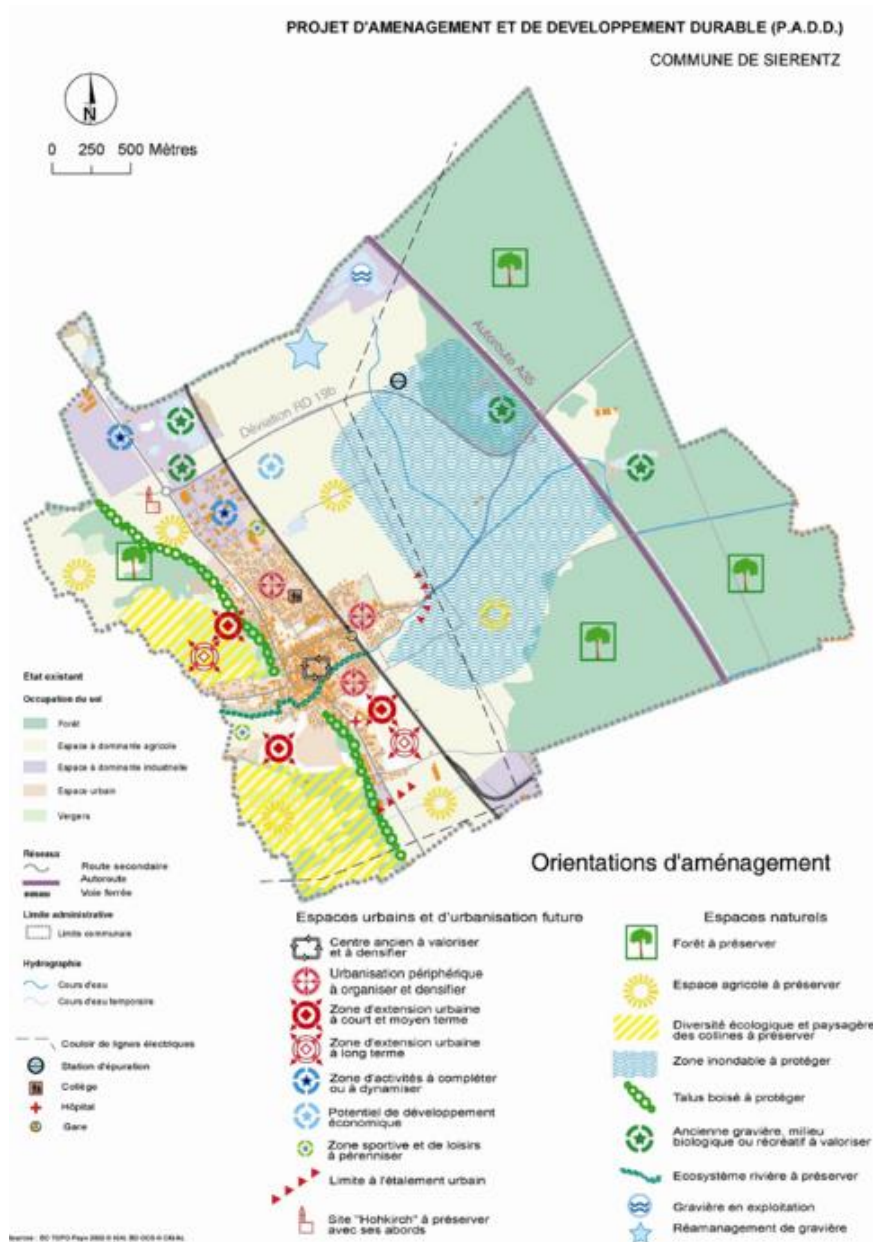 PROJET D'AMENAGEMENT ET DE DEVELOPPEMENT DURABLE (P.A.D.D.)
COMMUNE DE SIERENTZ
N
0 250 500 Mètres
Autoroute A35
Déviation RD 19b
Etat existant
Occupation du sol
Forêt
Espace à dominante agricole
Espace à dominante industrielle
Espace urbain
Vergers
Réseaux
Route secondaire
Autoroute
Voie ferrée
Limite administrative
Limite communale
Hydrographie
Cours d'eau
Cours d'eau temporaire
Couloir de lignes électriques
Station d'épuration
Collège
Hôpital
Gare
Orientations d'aménagement
Espaces urbains et d'urbanisation future
Centre ancien à valoriser
et à densifier
Urbanisation périphérique
à organiser et densifier
Zone d'extension urbaine
à court et moyen terme
Zone d'extension urbaine
à long terme
Zone d'activités à compléter
ou à dynamiser
Potentiel de développement
économique
Zone sportive et de loisirs
à pérenniser
Limite à l'étalement urbain
Site "Hohkirch" à préserver
avec ses abords
Espaces naturels
Forêt à préserver
Espace agricole à préserver
Diversité écologique et paysagère
des collines à préserver
Zone inondable à protéger
Talus boisé à protéger
Ancienne gravière, milieu
biologique ou récréatif à valoriser
Ecosystème rivière à préserver
Gravière en exploitation
Réamanagement de gravière